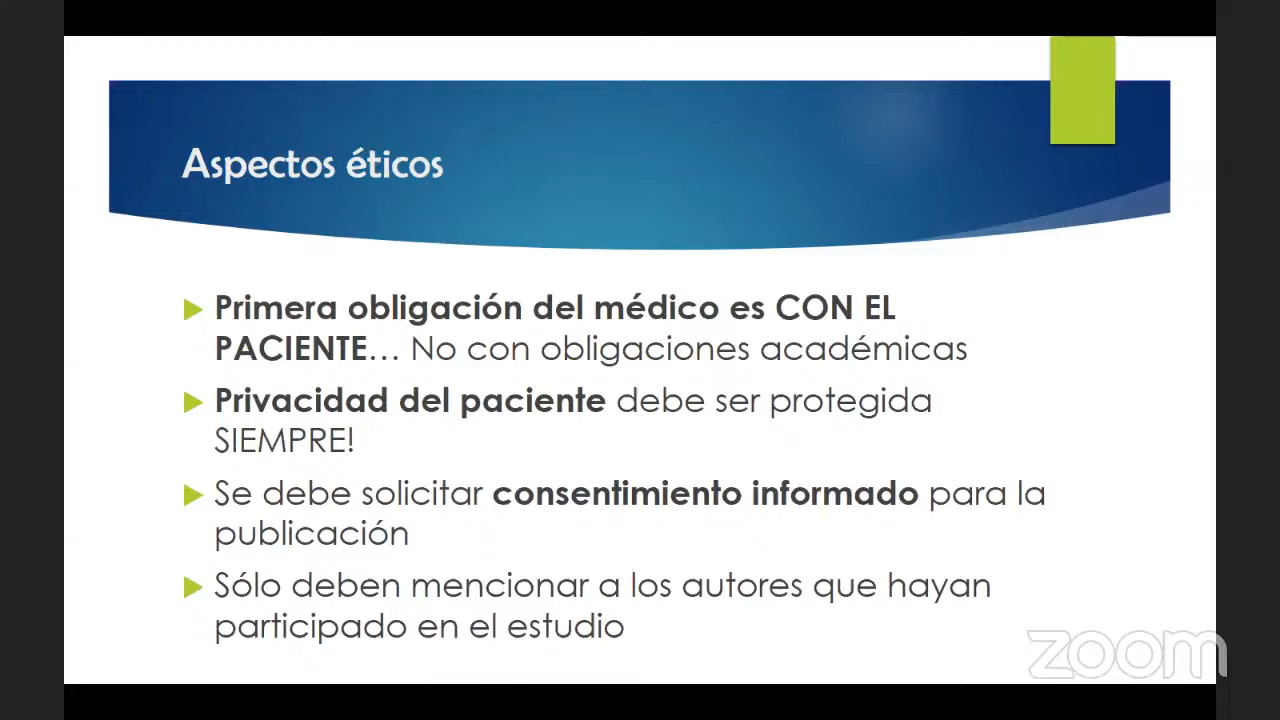 Aspectos éticos
Primera obligación del médico es CON EL
PACIENTE… No con obligaciones académicas
Privacidad del paciente debe ser protegida
SIEMPRE!
Se debe solicitar consentimiento informado para la
publicación
Sólo deben mencionar a los autores que hayan
participado en el estudio
zoom